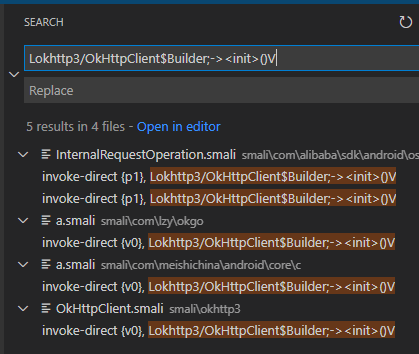 SEARCH
Lokhttp3/OkHttpClient$Builder;-><init>()V
Replace
5 results in 4 files - Open in editor
InternalRequestOperation.smali smali\com\alibaba\sdk\android\os
invoke-direct {p1}, Lokhttp3/OkHttpClient$Builder;-><init>()V
invoke-direct {p1}, Lokhttp3/OkHttpClient$Builder;-><init>()V
a.smali smali\com\lzy\okgo
invoke-direct {v0}, Lokhttp3/OkHttpClient$Builder;-><init>()V
a.smali smali\com\meishichina\android\core\c
invoke-direct {v0}, Lokhttp3/OkHttpClient$Builder;-><init>()V
OkHttpClient.smali smali\okhttp3
invoke-direct {v0}, Lokhttp3/OkHttpClient$Builder;-><init>()V